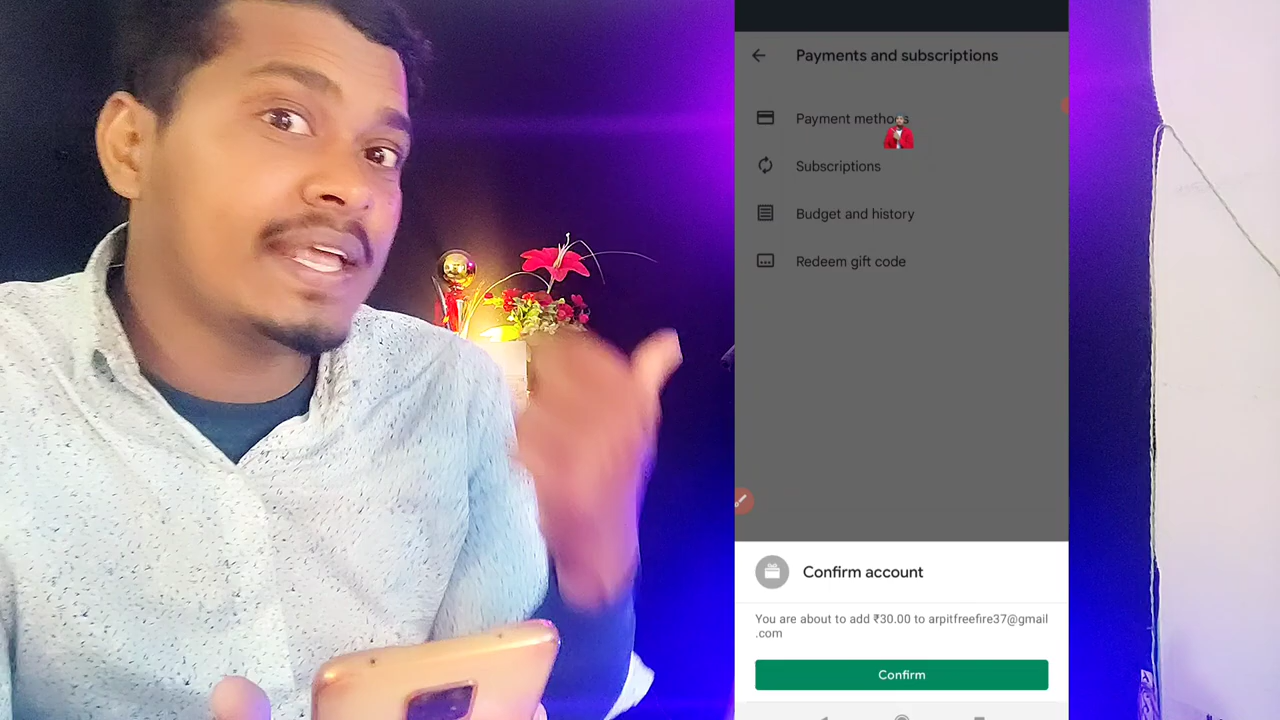 Payments and subscriptions
Payment methods
Subscriptions
Budget and history
Redeem gift code
Confirm account
You are about to add ₹30.00 to arpitfreefire37@gmail
.com
Confirm